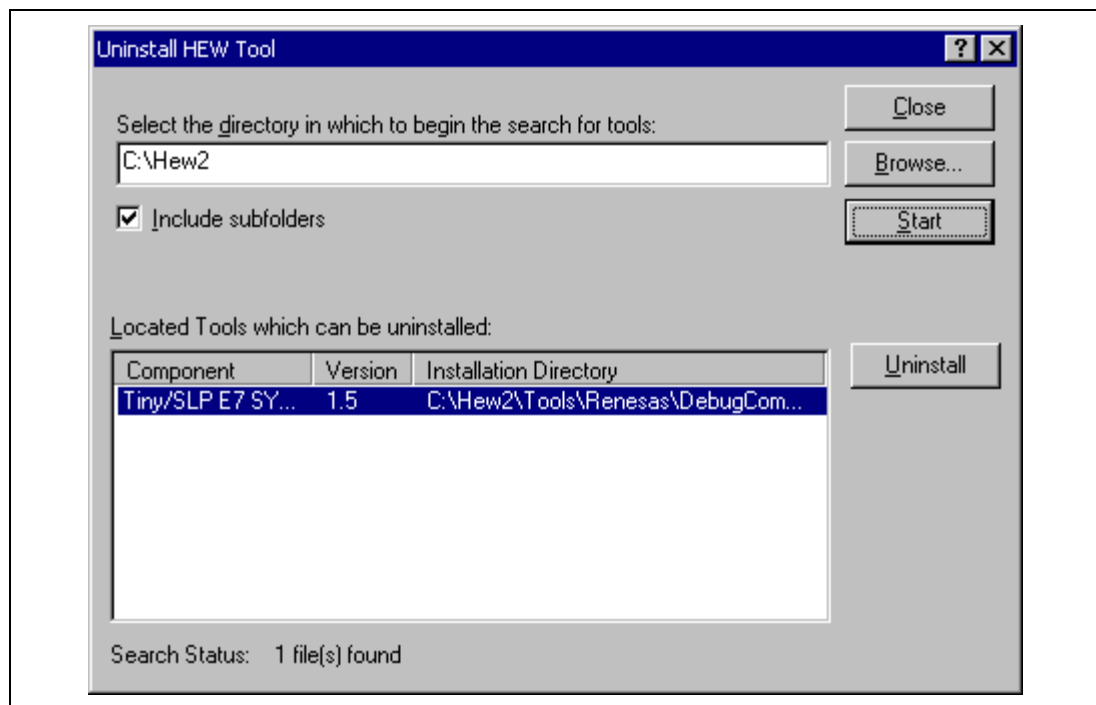 Uninstall HEW Tool
Close
Select the directory in which to begin the search for tools:
C:\Hew2
Browse...
Include subfolders
Start
Located Tools which can be uninstalled:
Component Version Installation Directory
Uninstall
Tiny/SLP E7 SY... 1.5 C:\Hew2\Tools\Renesas\DebugCom...
Search Status: 1 file(s) found